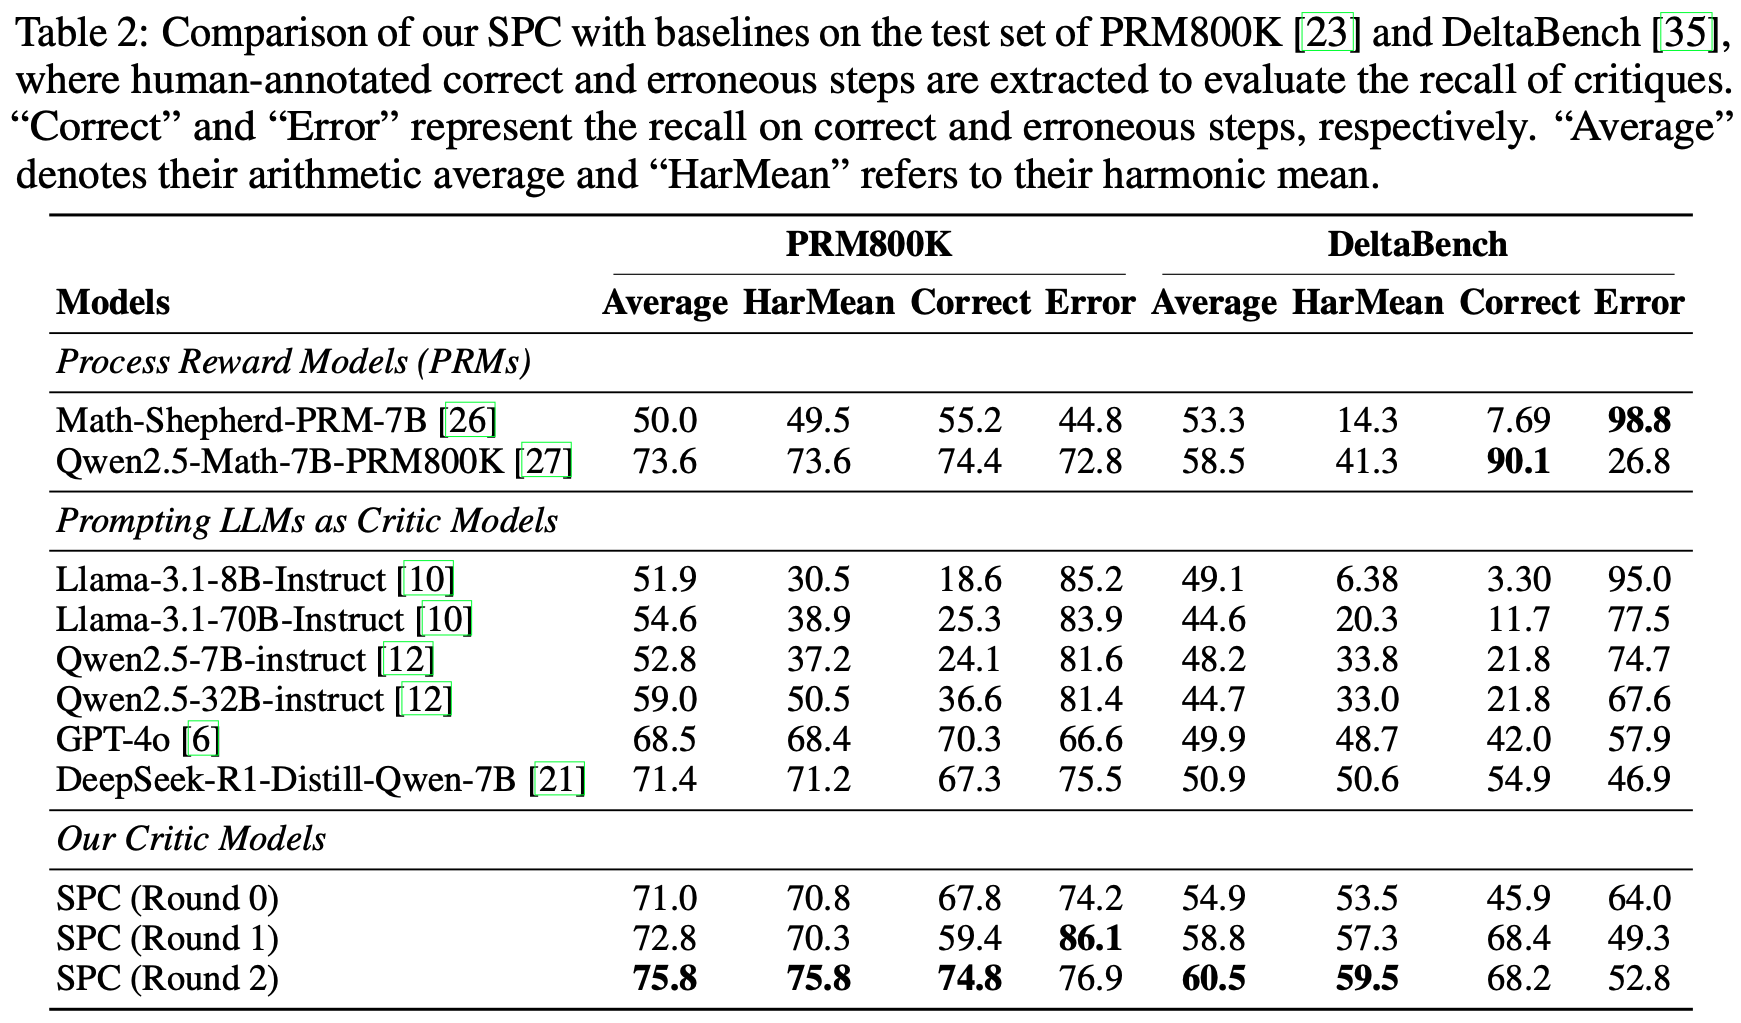 Table 2: Comparison of our SPC with baselines on the test set of PRM800K [23] and DeltaBench [35],
where human-annotated correct and erroneous steps are extracted to evaluate the recall of critiques.
“Correct” and “Error” represent the recall on correct and erroneous steps, respectively. “Average”
denotes their arithmetic average and “HarMean” refers to their harmonic mean.
PRM800K DeltaBench
Models Average HarMean Correct Error Average HarMean Correct Error
Process Reward Models (PRMs)
Math-Shepherd-PRM-7B [26] 50.0 49.5 55.2 44.8 53.3 14.3 7.69 98.8
Qwen2.5-Math-7B-PRM800K [27] 73.6 73.6 74.4 72.8 58.5 41.3 90.1 26.8
Prompting LLMs as Critic Models
Llama-3.1-8B-Instruct [10] 51.9 30.5 18.6 85.2 49.1 6.38 3.30 95.0
Llama-3.1-70B-Instruct [10] 54.6 38.9 25.3 83.9 44.6 20.3 11.7 77.5
Qwen2.5-7B-instruct [12] 52.8 37.2 24.1 81.6 48.2 33.8 21.8 74.7
Qwen2.5-32B-instruct [12] 59.0 50.5 36.6 81.4 44.7 33.0 21.8 67.6
GPT-4o [6] 68.5 68.4 70.3 66.6 49.9 48.7 42.0 57.9
DeepSeek-R1-Distill-Qwen-7B [21] 71.4 71.2 67.3 75.5 50.9 50.6 54.9 46.9
Our Critic Models
SPC (Round 0) 71.0 70.8 67.8 74.2 54.9 53.5 45.9 64.0
SPC (Round 1) 72.8 70.3 59.4 86.1 58.8 57.3 68.4 49.3
SPC (Round 2) 75.8 75.8 74.8 76.9 60.5 59.5 68.2 52.8